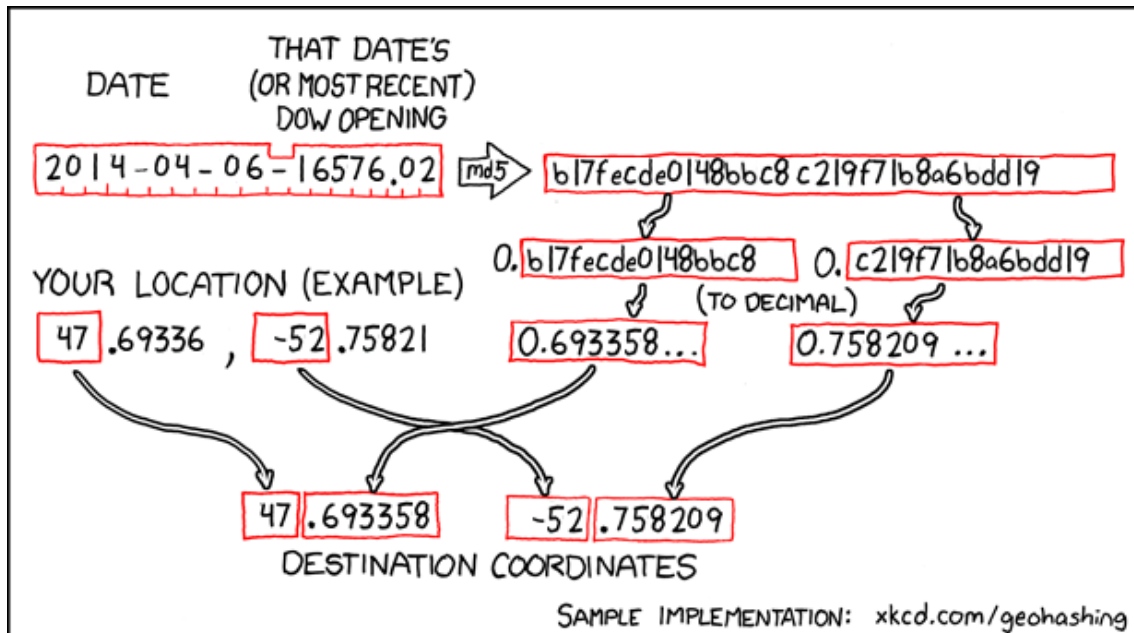 DATE
THAT DATE'S
(OR MOST RECENT)
DOW OPENING
2014-04-06-16576.02
md5
b17fecde0148bbc8c219f71b8a6bdd19
0.b17fecde0148bbc8
0.c219f71b8a6bdd19
(TO DECIMAL)
YOUR LOCATION (EXAMPLE)
47.69336, -52.75821
0.693358...
0.758209 ...
47.693358
-52.758209
DESTINATION COORDINATES
SAMPLE IMPLEMENTATION: xkcd.com/geohashing